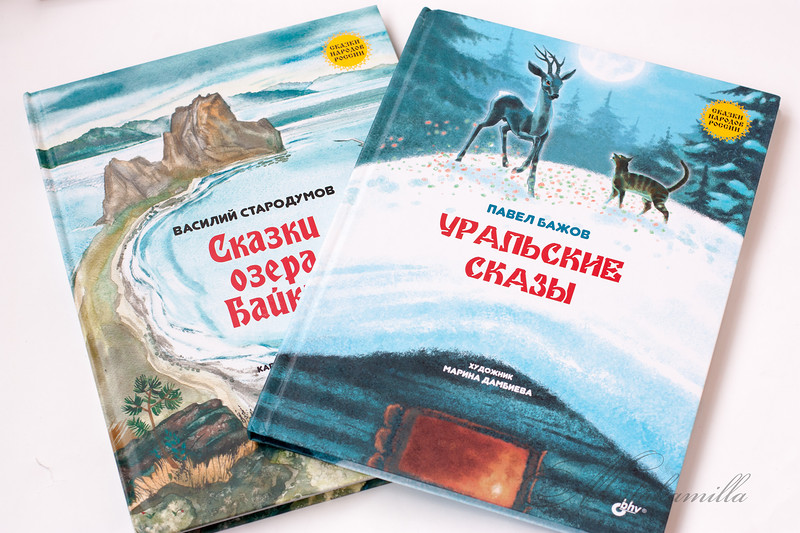 СКАЗКИ
НАРОДОВ
РОССИИ
ВАСИЛИЙ СТАРОДУМОВ
Сказки
озера
СКАЗКИ
НАРОДОВ
РОССИИ
ПАВЕЛ БАЖОВ
УРАЛЬСКИЕ
СКАЗЫ
ХУДОЖНИК
МАРИНА ДАМБИЕВА
bhv®